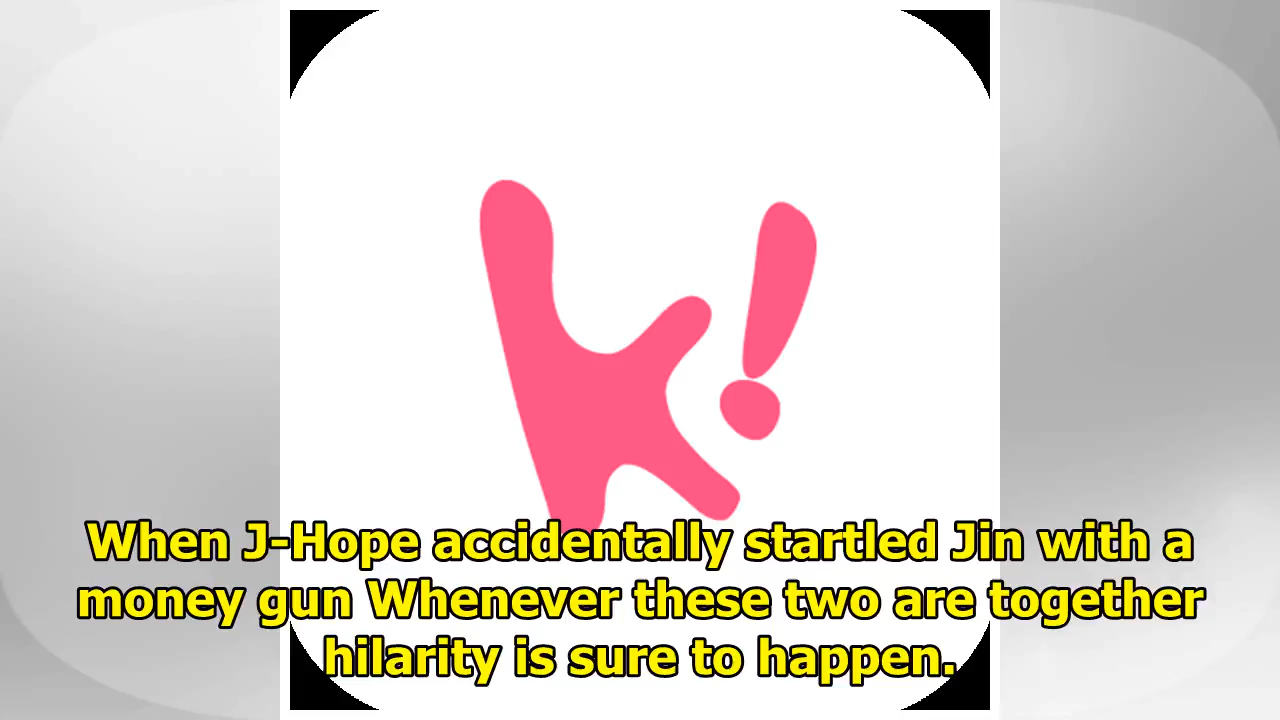 k!
When J-Hope accidentally startled Jin with a
money gun Whenever these two are together
hilarity is sure to happen.